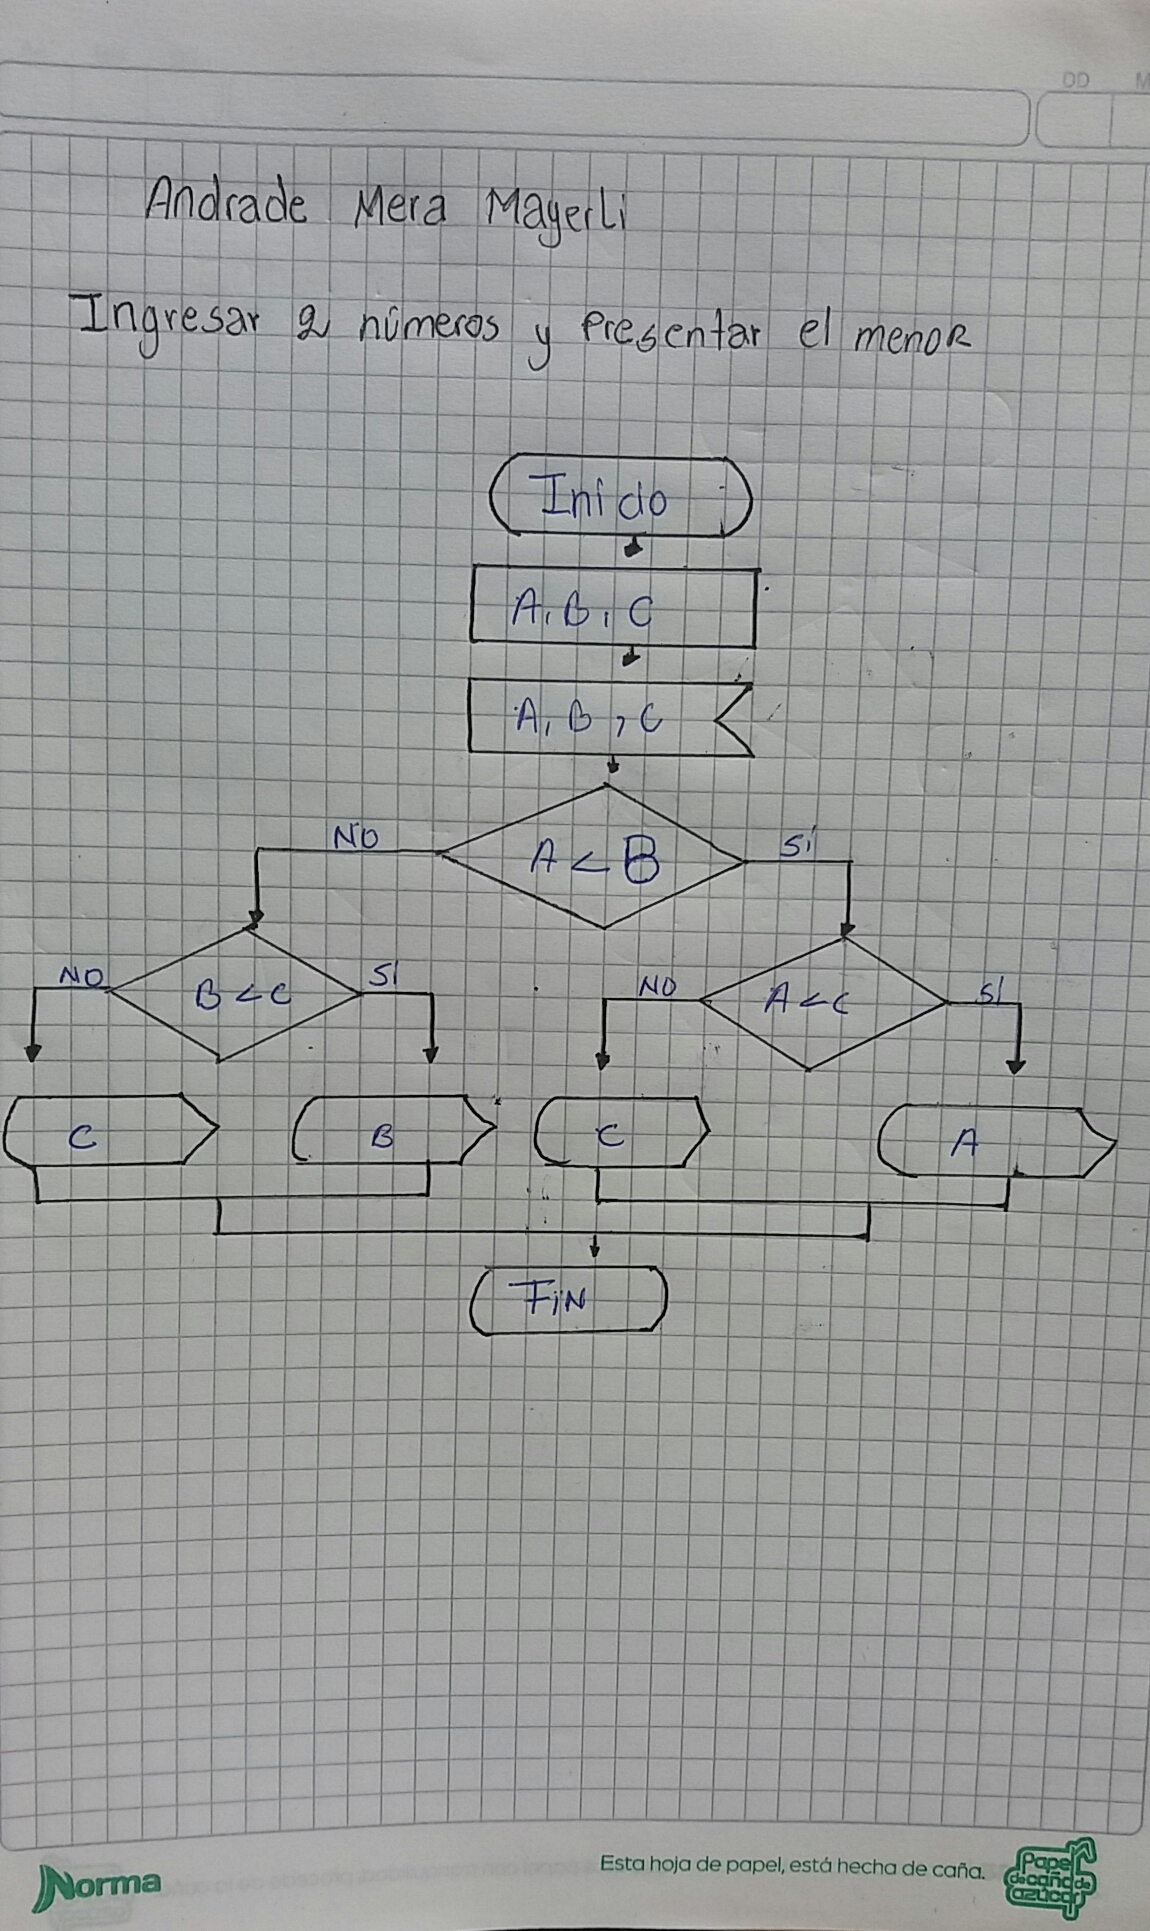 DD M
Andrade Mera Mayerli
Ingresar 2 números y Presentar el menoR
Inicio
A, B, C
A, B, C
NO A < B SÍ
NO B < C SÍ NO A < C SÍ
C B C A
FiN
Norma
Esta hoja de papel, está hecha de caña.
Papel
de caña de
azúcar